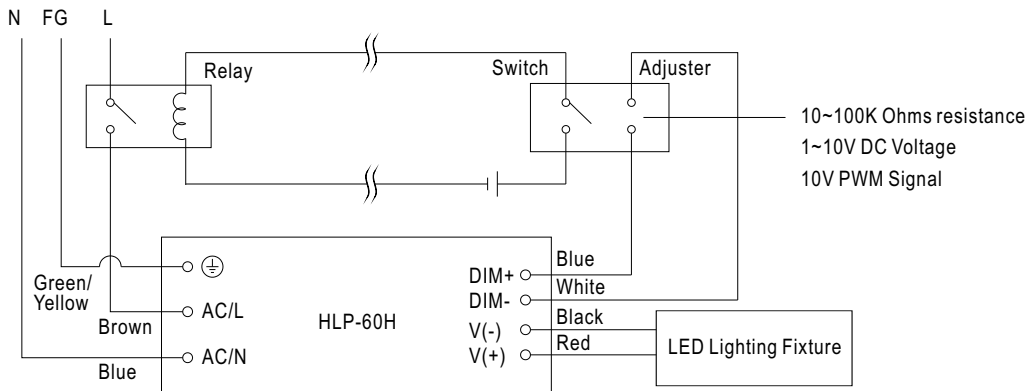 N FG L
Relay
Switch
Adjuster
10~100K Ohms resistance
1~10V DC Voltage
10V PWM Signal
Green/
Yellow
Brown
Blue
AC/L
AC/N
HLP-60H
DIM+
DIM-
V(-)
V(+)
Blue
White
Black
Red
LED Lighting Fixture